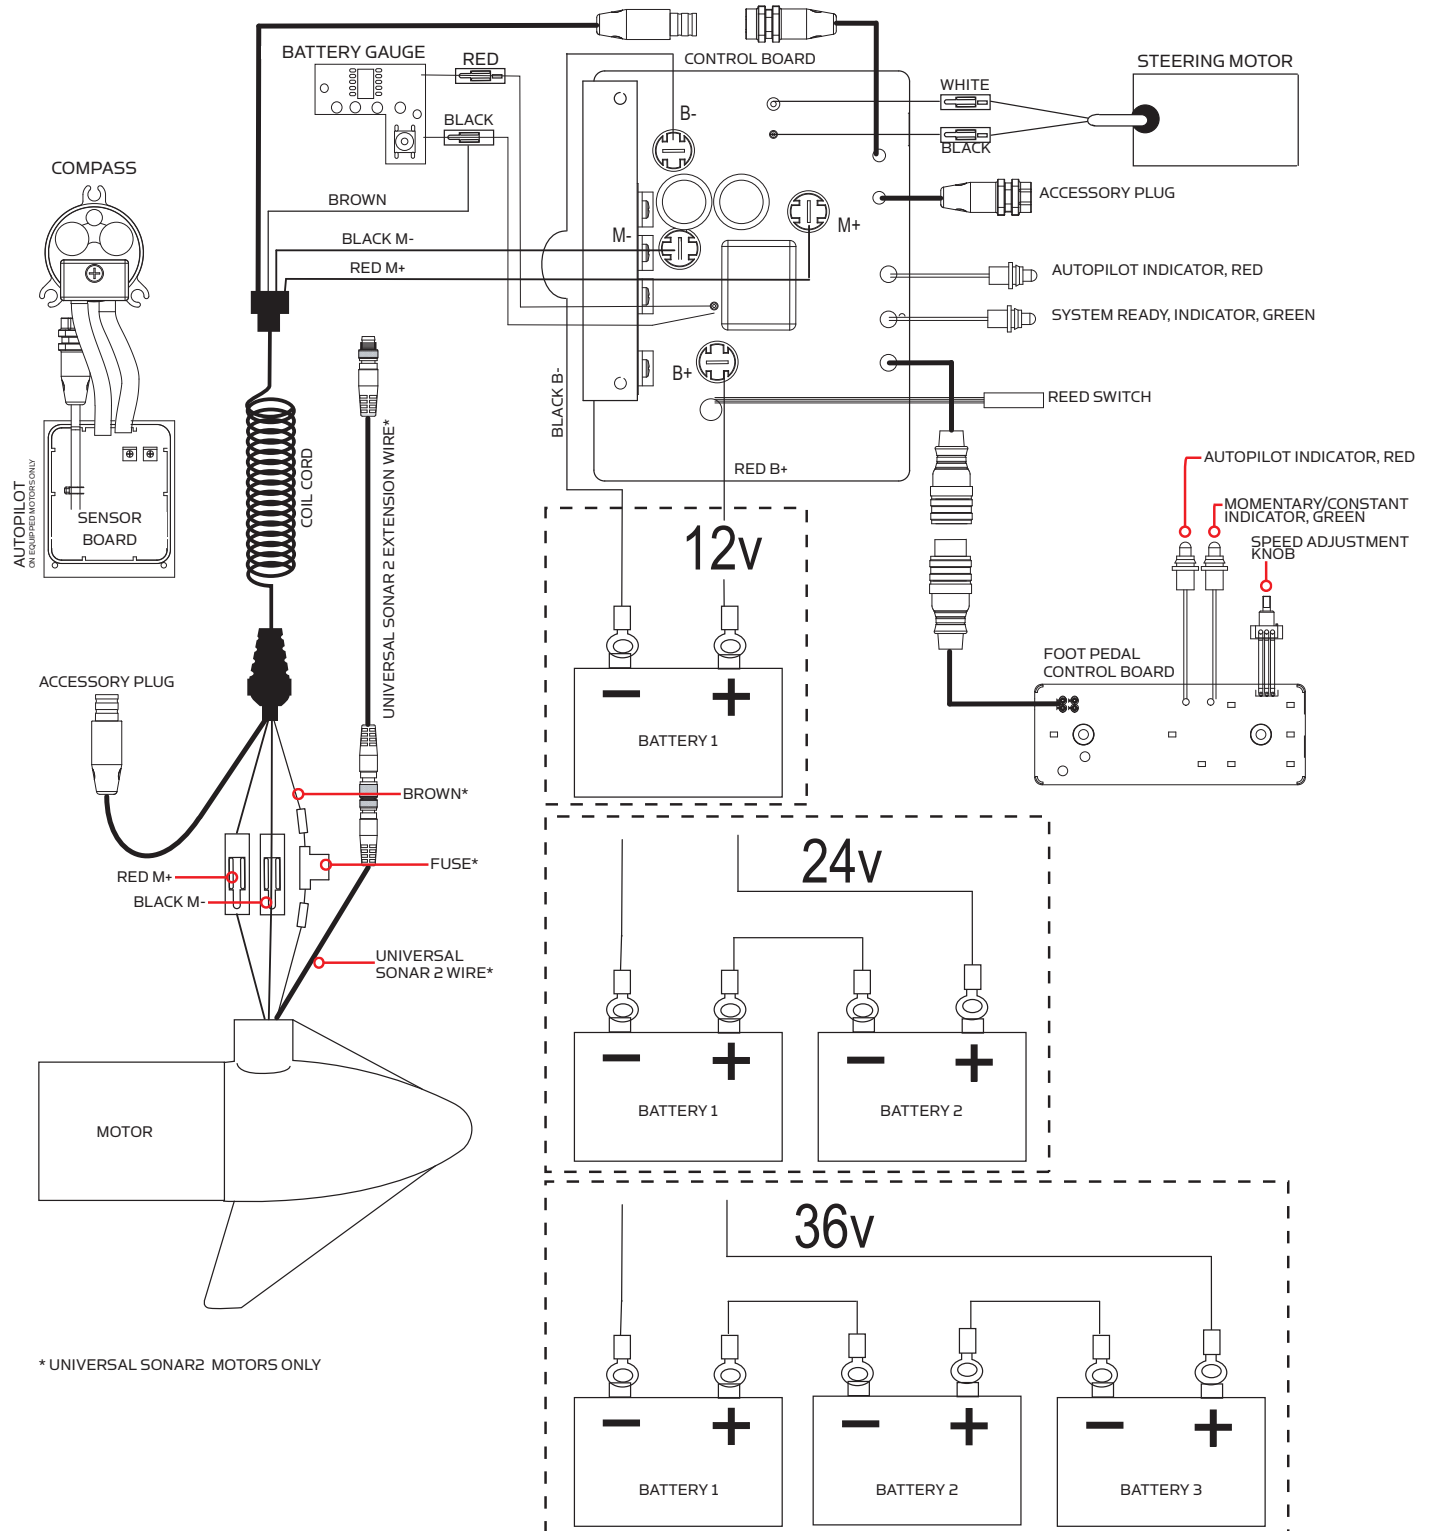 BATTERY GAUGE
RED
CONTROL BOARD
STEERING MOTOR
WHITE
BLACK
B-
BLACK
COMPASS
ACCESSORY PLUG
BROWN
M+
M-
BLACK M-
RED M+
AUTOPILOT INDICATOR, RED
SYSTEM READY, INDICATOR, GREEN
B+
BLACK B-
REED SWITCH
RED B+
COIL CORD
UNIVERSAL SONAR 2 EXTENSION WIRE*
AUTOPILOT
ON EQUIPPED MOTORS ONLY
SENSOR
BOARD
AUTOPILOT INDICATOR, RED
MOMENTARY/CONSTANT
INDICATOR, GREEN
SPEED ADJUSTMENT
KNOB
12v
FOOT PEDAL
CONTROL BOARD
ACCESSORY PLUG
BATTERY 1
BROWN*
FUSE*
RED M+
BLACK M-
UNIVERSAL
SONAR 2 WIRE*
24v
BATTERY 1
BATTERY 2
MOTOR
36v
BATTERY 1
BATTERY 2
BATTERY 3
* UNIVERSAL SONAR2 MOTORS ONLY